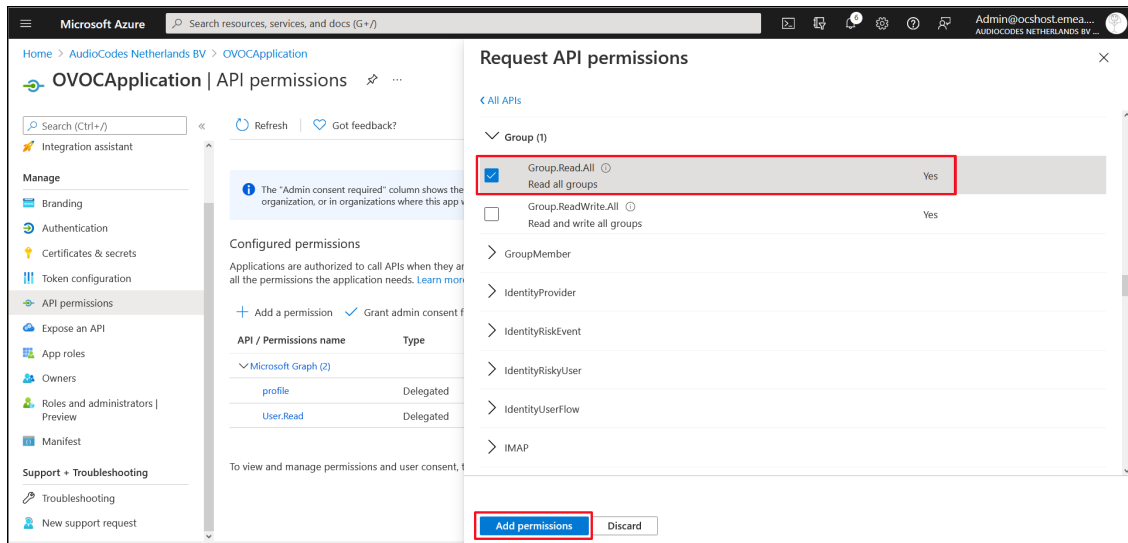 Microsoft Azure
Search resources, services, and docs (G+/)
Admin@ocshost.emea....
AUDIOCODES NETHERLANDS BV ...
Home > AudioCodes Netherlands BV > OVOCApplication
OVOCApplication | API permissions
Search (Ctrl+/)
Integration assistant
Manage
Branding
Authentication
Certificates & secrets
Token configuration
API permissions
Expose an API
App roles
Owners
Roles and administrators |
Preview
Manifest
Support + Troubleshooting
Troubleshooting
New support request
Refresh
Got feedback?
The "Admin consent required" column shows the
organization, or in organizations where this app w
Configured permissions
Applications are authorized to call APIs when they ar
all the permissions the application needs. Learn more
Add a permission
Grant admin consent f
API / Permissions name Type
Microsoft Graph (2)
profile Delegated
User.Read Delegated
To view and manage permissions and user consent, t
Request API permissions
All APIs
Group (1)
Group.Read.All
Read all groups
Yes
Group.ReadWrite.All
Read and write all groups
Yes
GroupMember
IdentityProvider
IdentityRiskEvent
IdentityRiskyUser
IdentityUserFlow
IMAP
Add permissions
Discard